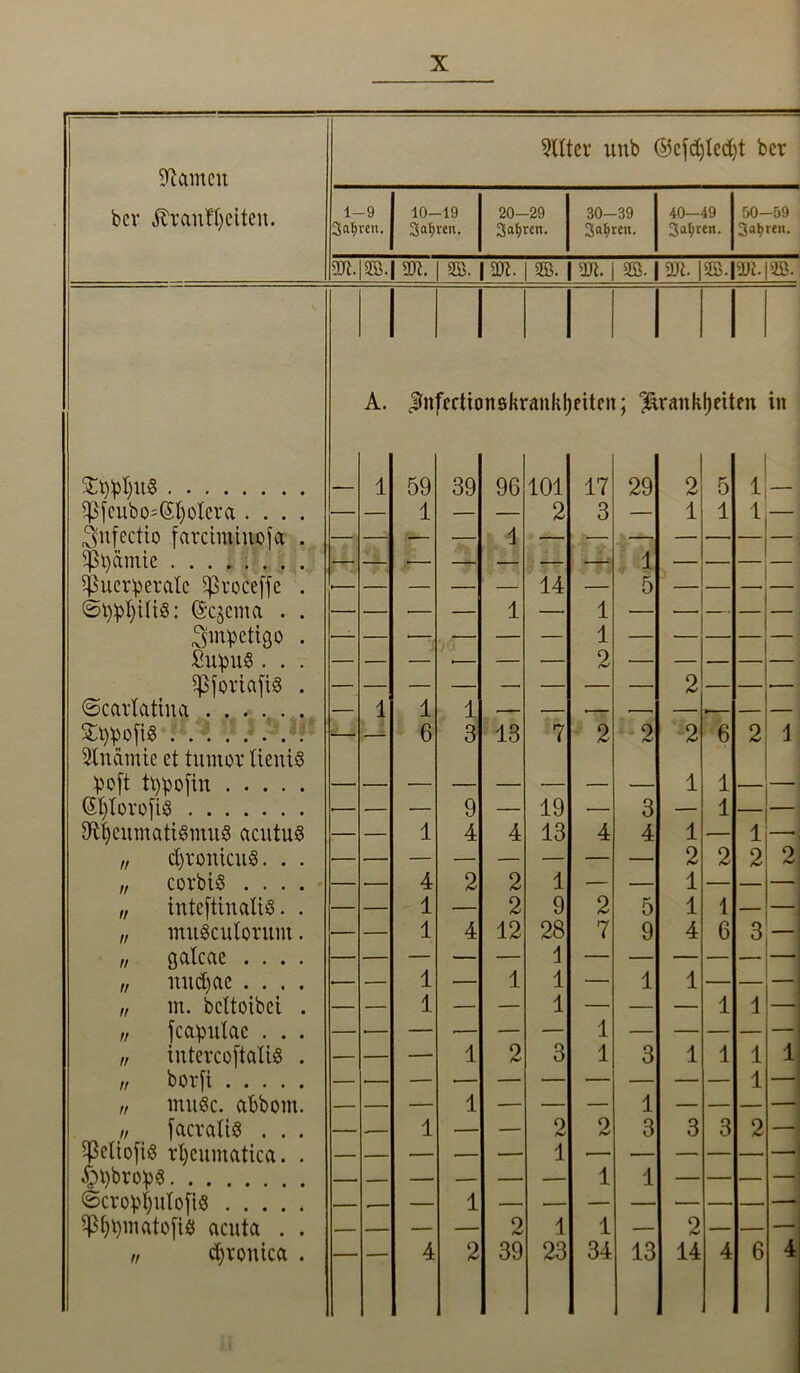 X
Namen der Krankheiten. | Alter und Geschlecht der
1-9 Jahren. | 10-19 Jahren. | 20-29 Jahren. | 30-39 Jahren. | 40-49 Jahren. | 50-59 Jahren.
M. | W. | M. | W. | M. | W. | M. | W. | M. | W. | M. | W.
A. Infectionskrankheiten; Krankheiten in
Typhus . . . . . . . . — 1 59 39 96 101 17 29 2 5 1 —
Pseudo-Cholera . . . . — — 1 — — 2 3 — 1 1 1 —
Infectio farciminosa . — — — — 1 — — — — — — —
Pyämie . . . . . . . . — — — — — — — 1 — — — —
Puerperale Processe . — — — — — 14 — 5 — — — —
Syphilis: Eczema . . — — — — 1 — 1 — — — — —
Impetigo . — — — — — — 1 — — — — —
Lupus . . . — — — — — — 2 — — — — —
Psoriasis . — — — — — — — — 2 — — —
Scarlatina . . . . . . — 1 1 1 — — — — — — — —
Typosis . . . . . . . . — — 6 3 13 7 2 2 2 6 2 1
Anämie et tumor lienis
post typosin . . . . . — — — — — — — — 1 1 — —
Chlorosis . . . . . . . — — — 9 — 19 — 3 — 1 — —
Rheumatismus acutus — — 1 4 4 13 4 4 1 — 1 —
„ chronicus. . . — — — — — — — — 2 2 2 2
„ cordis . . . . — — 4 2 2 1 — — 1 — — —
„ intestinalis. . — — 1 — 2 9 2 5 1 1 — —
„ musculorum . — — 1 4 12 28 7 9 4 6 3 —
„ galeae . . . . — — — — — 1 — — — — — —
„ nuchae . . . . — — 1 — 1 1 — 1 1 — — —
„ m. deltoidei . — — 1 — — 1 — — — 1 1 —
„ scapulae . . . — — — — — — 1 — — — — —
„ intercostalis . — — — 1 2 3 1 3 1 1 1 1
„ dorsi . . . . . — — — — — — — — — — 1 —
„ musc. abdom. — — — 1 — — — 1 — — — —
„ sacralis . . . — — 1 — — 2 2 3 3 3 2 —
Peliosis rheumatica. . — — — — — 1 — — — — — —
Hydrops. . . . . . . . — — — — — — 1 1 — — — —
Scrophulosis . . . . . — — — 1 — — — — — — — —
Phymatosis acuta . . — — — — 2 1 1 — 2 — — —
„ chronica . — — 4 2 39 23 34 13 14 4 6 4